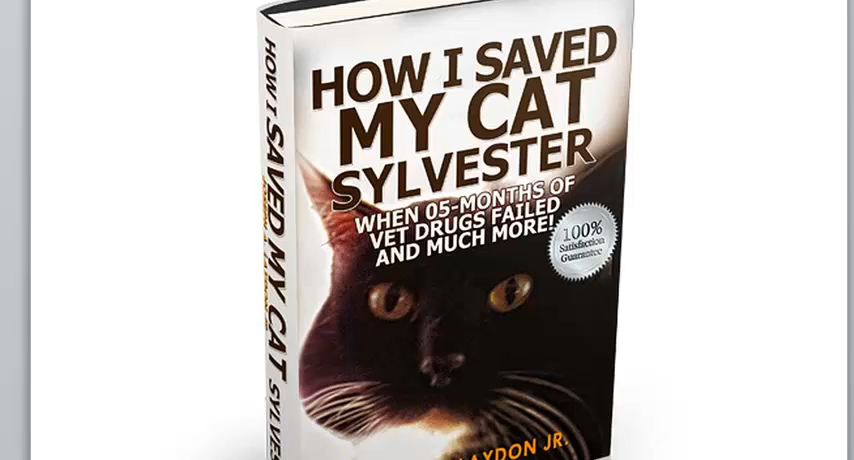 HOW I SAVED
MY CAT
SYLVESTER
WHEN 05-MONTHS OF
VET DRUGS FAILED
AND MUCH MORE!
100%
Satisfaction
Guarantee
JR.
HOW I SAVED MY CAT